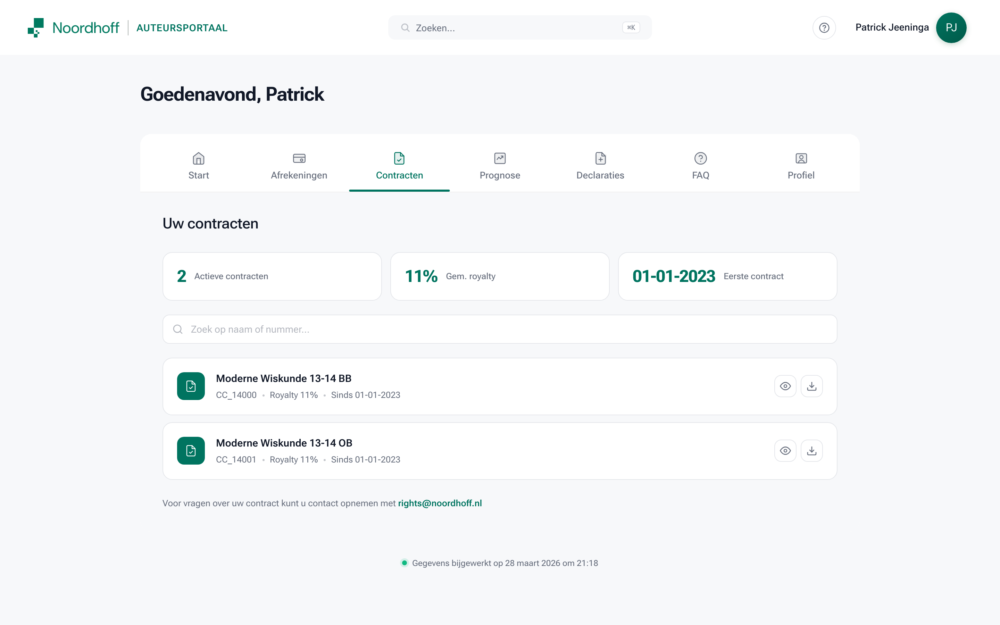 Noordhoff AUTEURSPORTAAL
Zoeken... ⌘K
Patrick Jeeninga PJ
Goedenavond, Patrick
Start Afrekeningen Contracten Prognose Declaraties FAQ Profiel
Uw contracten
2 Actieve contracten
11% Gem. royalty
01-01-2023 Eerste contract
Zoek op naam of nummer...
Moderne Wiskunde 13-14 BB
CC_14000 • Royalty 11% • Sinds 01-01-2023
Moderne Wiskunde 13-14 OB
CC_14001 • Royalty 11% • Sinds 01-01-2023
Voor vragen over uw contract kunt u contact opnemen met rights@noordhoff.nl
Gegevens bijgewerkt op 28 maart 2026 om 21:18